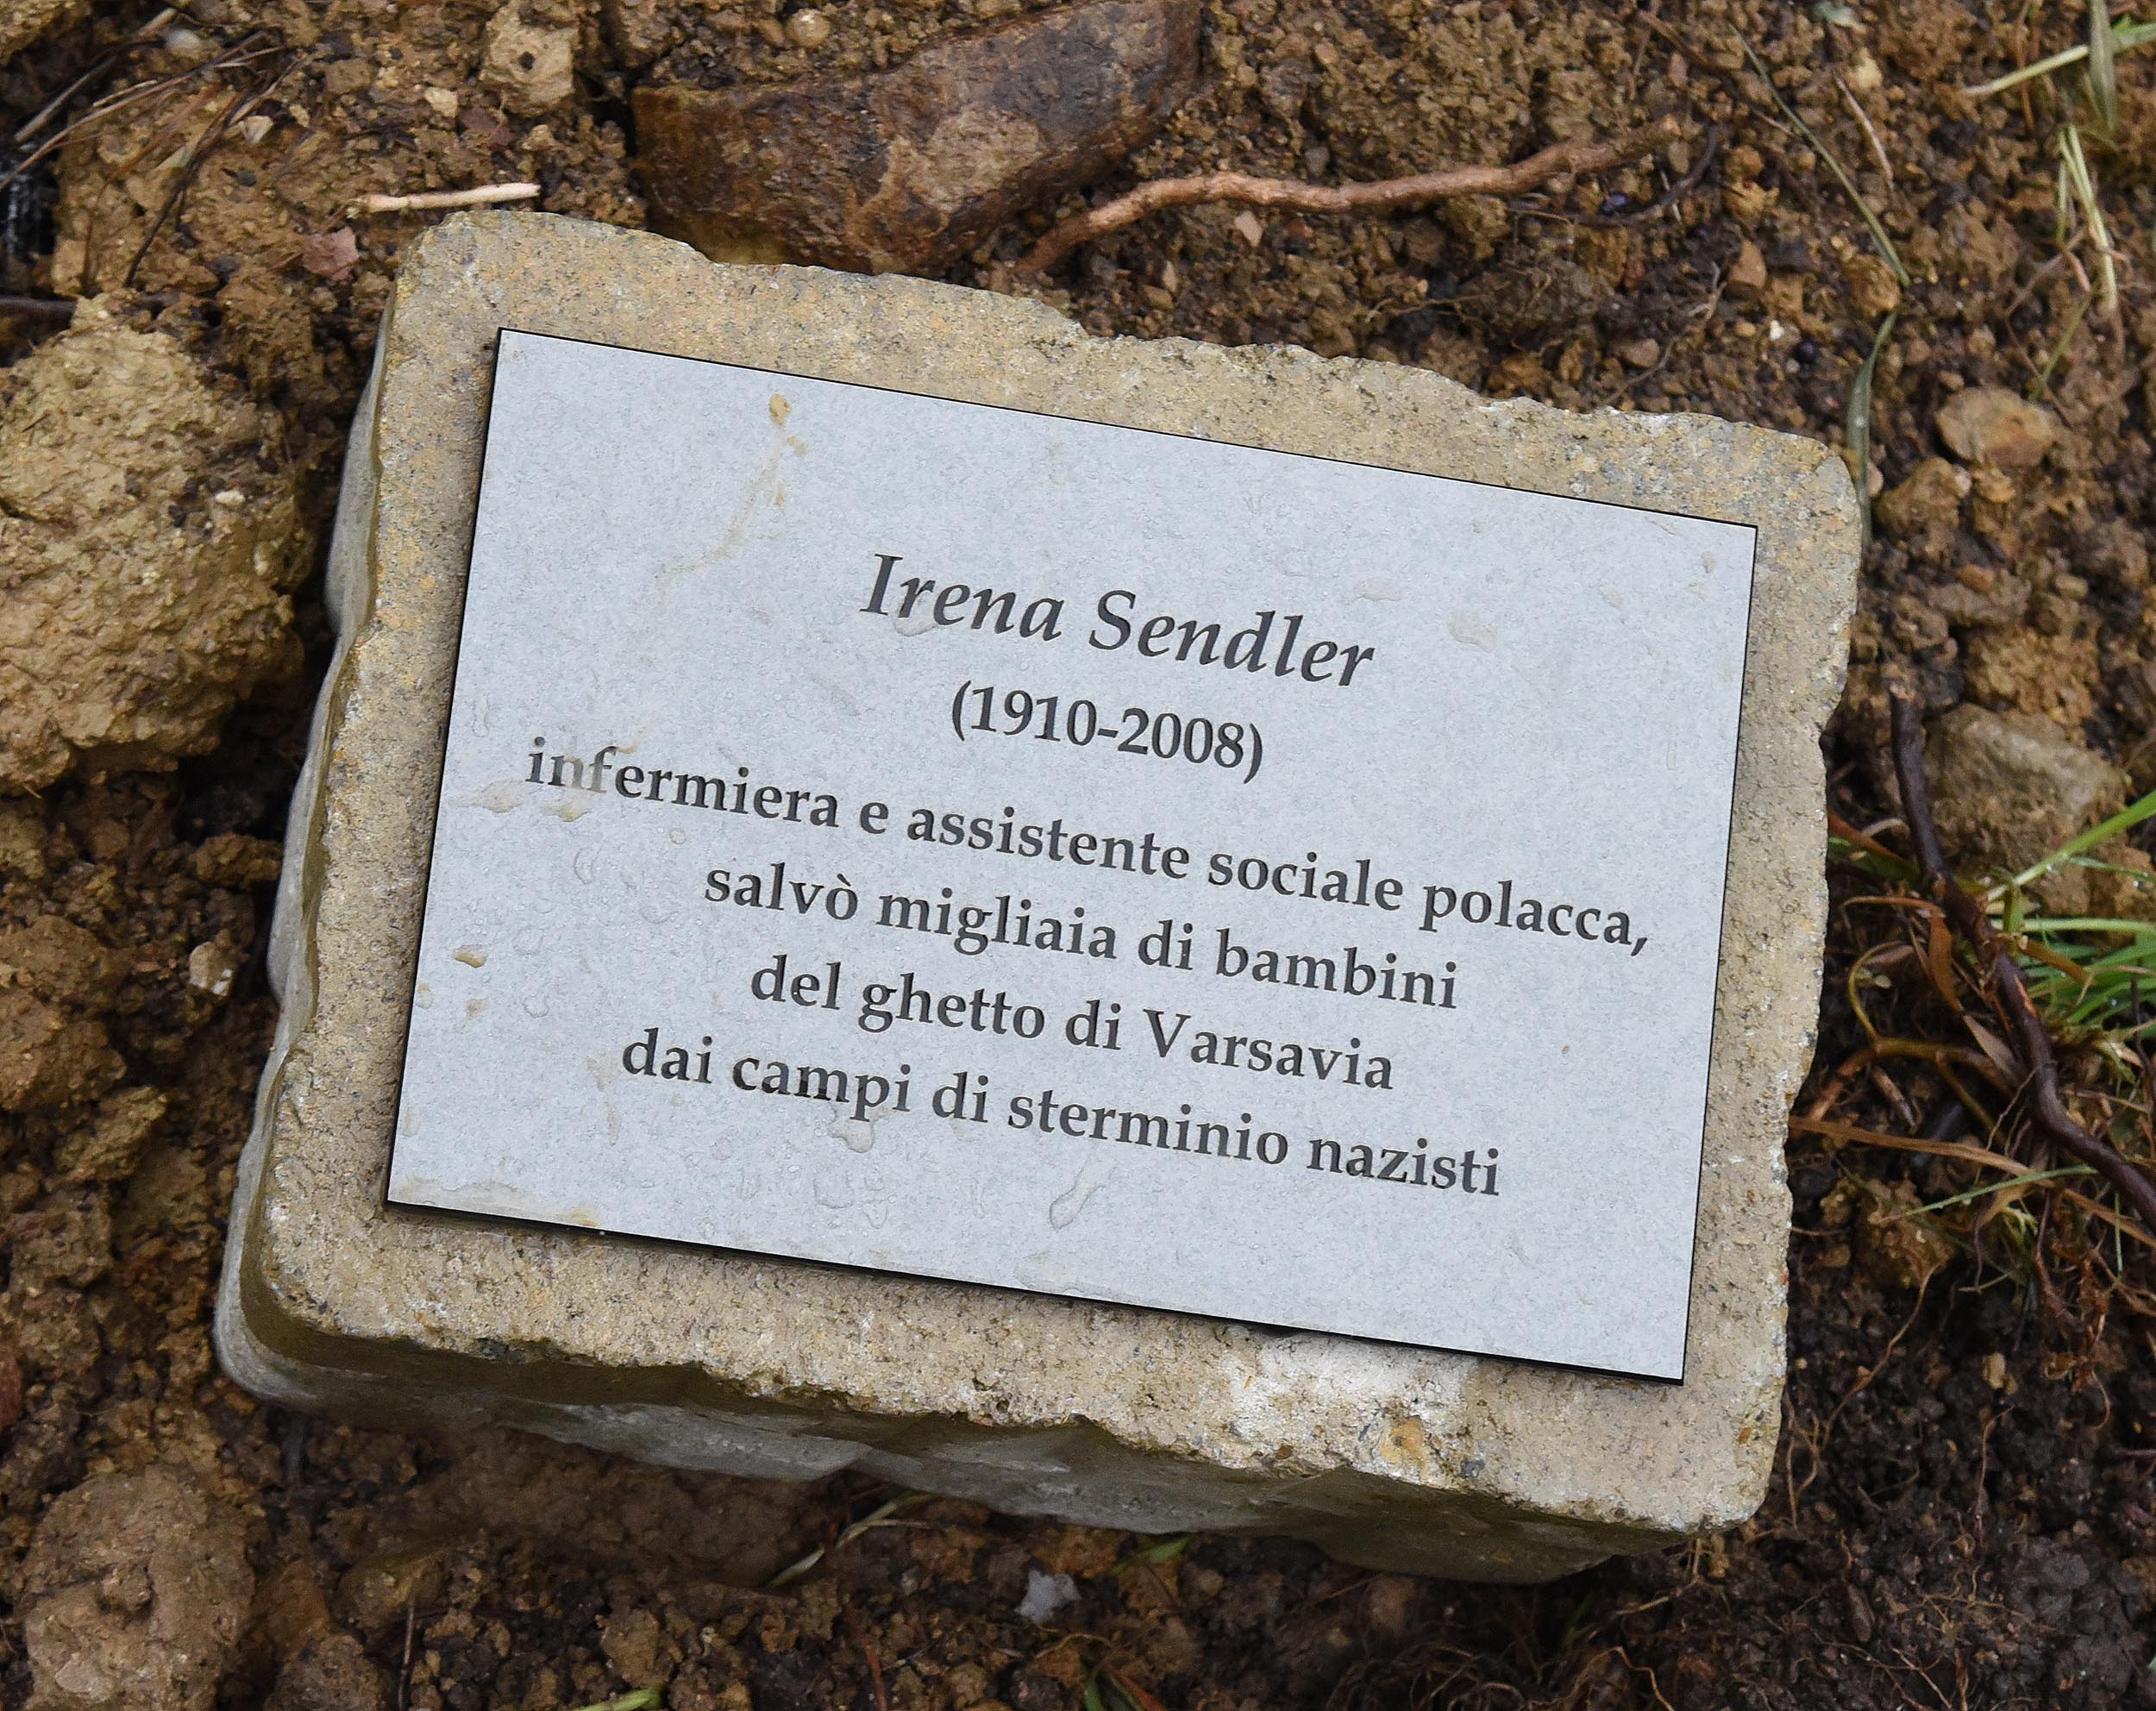 Irena Sendler
(1910-2008)
infermiera e assistente sociale polacca,
salvò migliaia di bambini
del ghetto di Varsavia
dai campi di sterminio nazisti